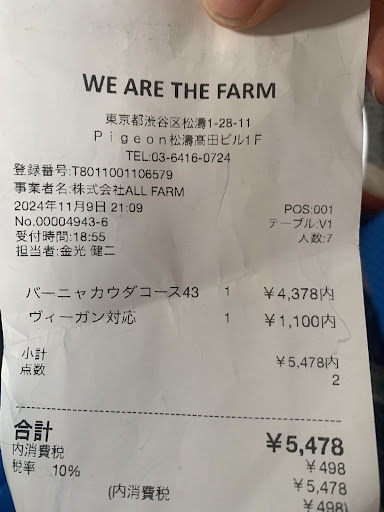 WE ARE THE FARM
東京都渋谷区松濤1-28-11
Pigeon松濤髙田ビル1F
TEL:03-6416-0724
登録番号:T8011001106579
事業者名:株式会社ALL FARM
2024年11月9日 21:09 POS:001
No.00004943-6 テーブル:V1
受付時間:18:55 人数:7
担当者:金光 健二
バーニャカウダコース43 1 ¥4,378内
ヴィーガン対応 1 ¥1,100内
小計 ¥5,478内
点数 2
合計 ¥5,478
内消費税 ¥498
税率 10% ¥5,478
(内消費税 ¥498)